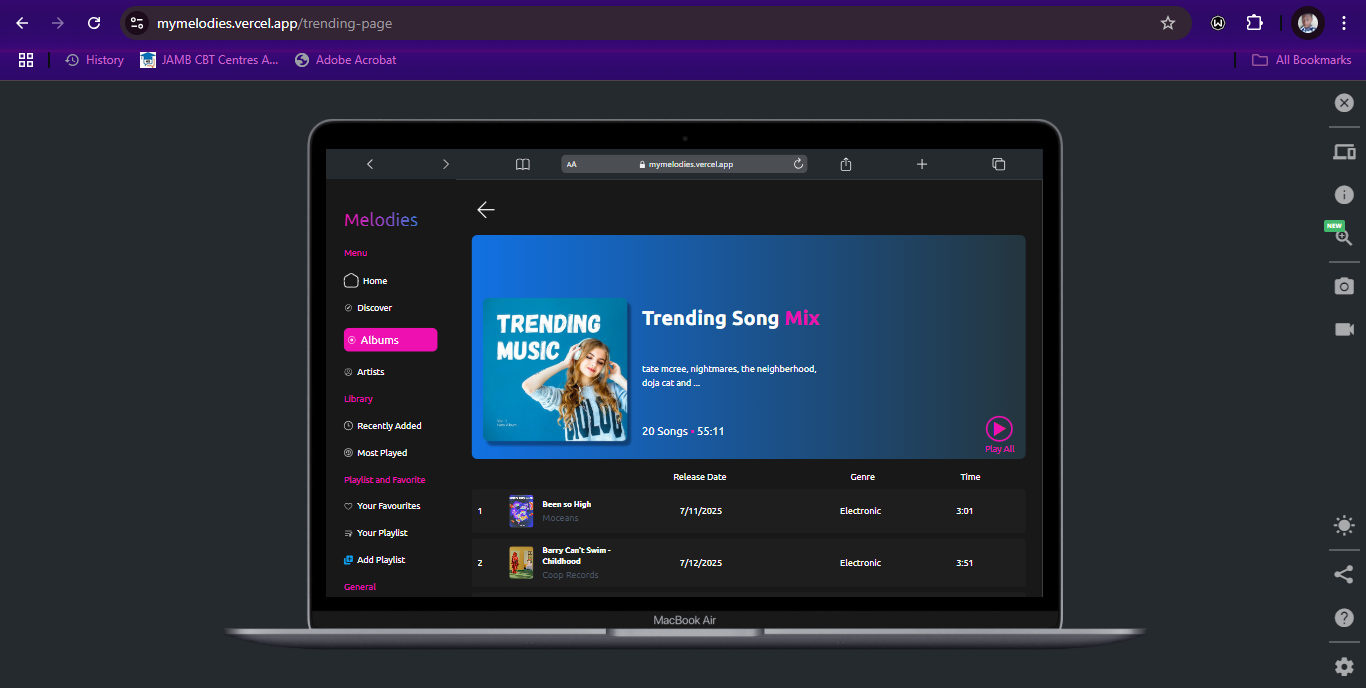 mymelodies.vercel.app/trending-page
History
JAMB CBT Centres A...
Adobe Acrobat
All Bookmarks
NEW
AA
mymelodies.vercel.app
Melodies
Menu
Home
Discover
Albums
Artists
Library
Recently Added
Most Played
Playlist and Favorite
Your Favourites
Your Playlist
Add Playlist
General
TRENDING
MUSIC
Trending Song Mix
tate mcree, nightmares, the neighberhood,
doja cat and ...
20 Songs • 55:11
Play All
Release Date Genre Time
1 Been so High 7/11/2025 Electronic 3:01
Moceans
2 Barry Can't Swim - 7/12/2025 Electronic 3:51
Childhood
Coop Records
MacBook Air